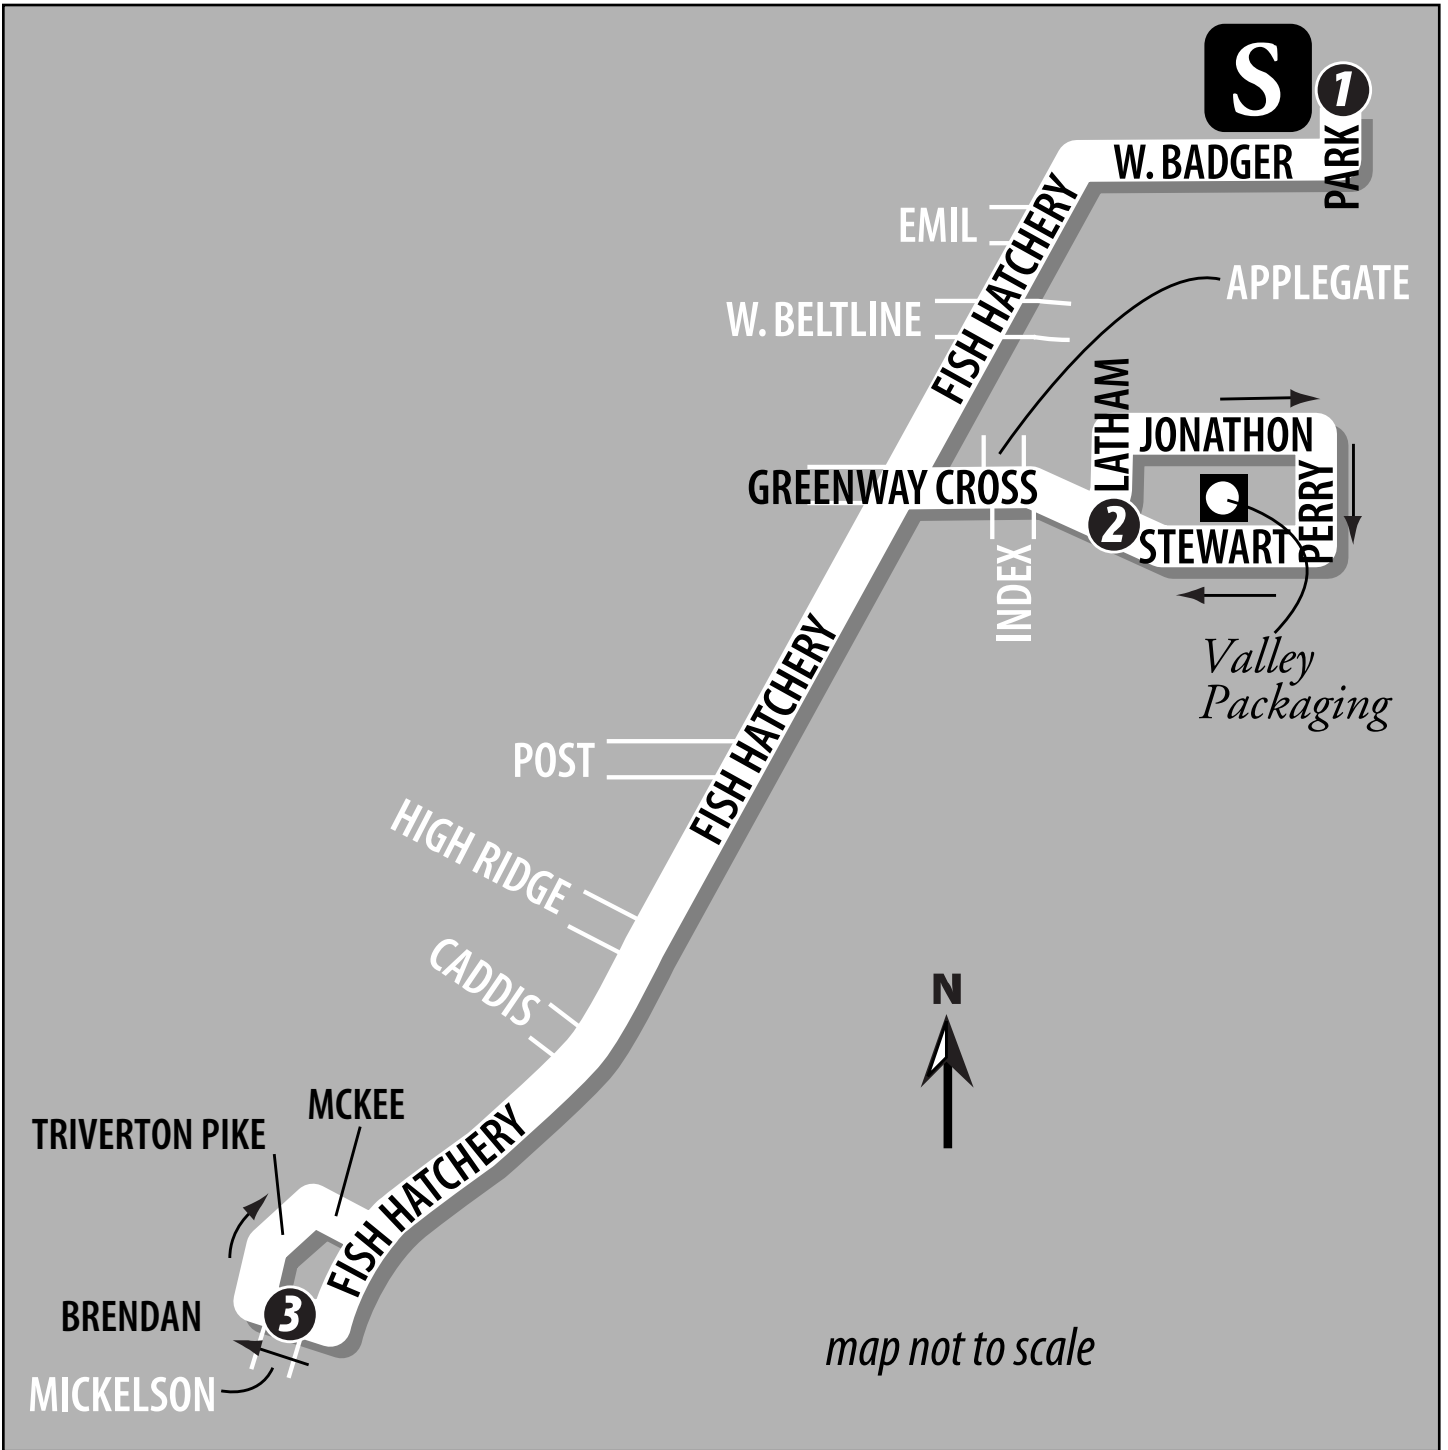 S
1
W. BADGER
PARK
FISH HATCHERY
EMIL
APPLEGATE
W. BELTLINE
LATHAM
JONATHON
GREENWAY CROSS
PERRY
2
STEWART
INDEX
Valley
Packaging
FISH HATCHERY
POST
HIGH RIDGE
CADDIS
N
MCKEE
TRIVERTON PIKE
FISH HATCHERY
BRENDAN
3
map not to scale
MICKELSON